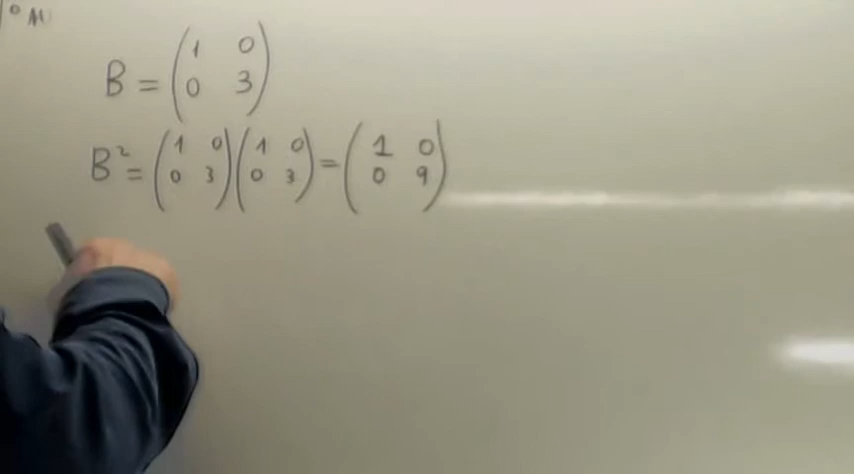 B = (1 0
0 3)
B² = (1 0
0 3)(1 0
0 3) = (1 0
0 9)